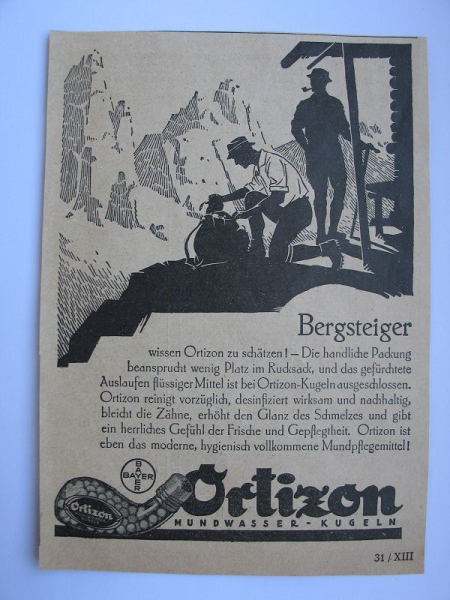 Bergsteiger
wissen Ortizon zu schätzen! – Die handliche Packung
beansprucht wenig Platz im Rucksack, und das gefürchtete
Auslaufen flüssiger Mittel ist bei Ortizon-Kugeln ausgeschlossen.
Ortizon reinigt vorzüglich, desinfiziert wirksam und nachhaltig,
bleicht die Zähne, erhöht den Glanz des Schmelzes und gibt
ein herrliches Gefühl der Frische und Gepflegtheit. Ortizon ist
eben das moderne, hygienisch vollkommene Mundpflegemittel!
BAYER
BAYER
Ortizon
Ortizon
MUNDWASSER-KUGELN
31/XIII